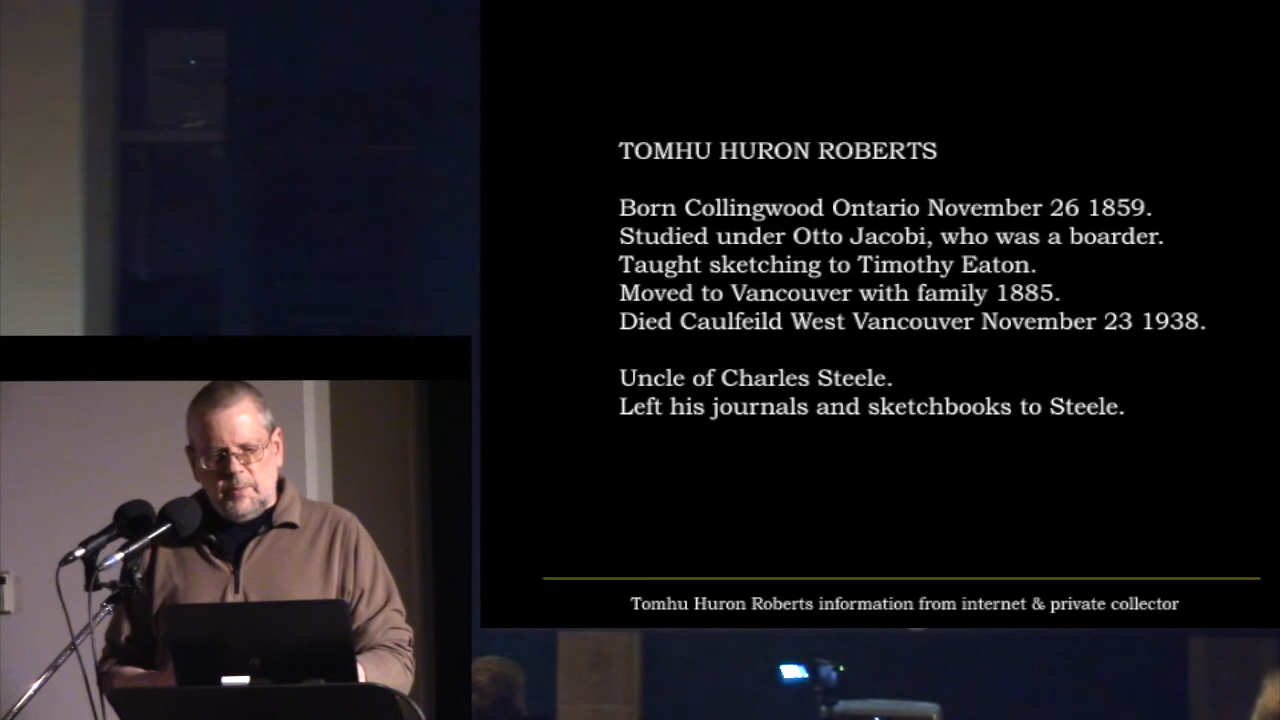 TOMHU HURON ROBERTS
Born Collingwood Ontario November 26 1859.
Studied under Otto Jacobi, who was a boarder.
Taught sketching to Timothy Eaton.
Moved to Vancouver with family 1885.
Died Caulfeild West Vancouver November 23 1938.
Uncle of Charles Steele.
Left his journals and sketchbooks to Steele.
Tomhu Huron Roberts information from internet & private collector